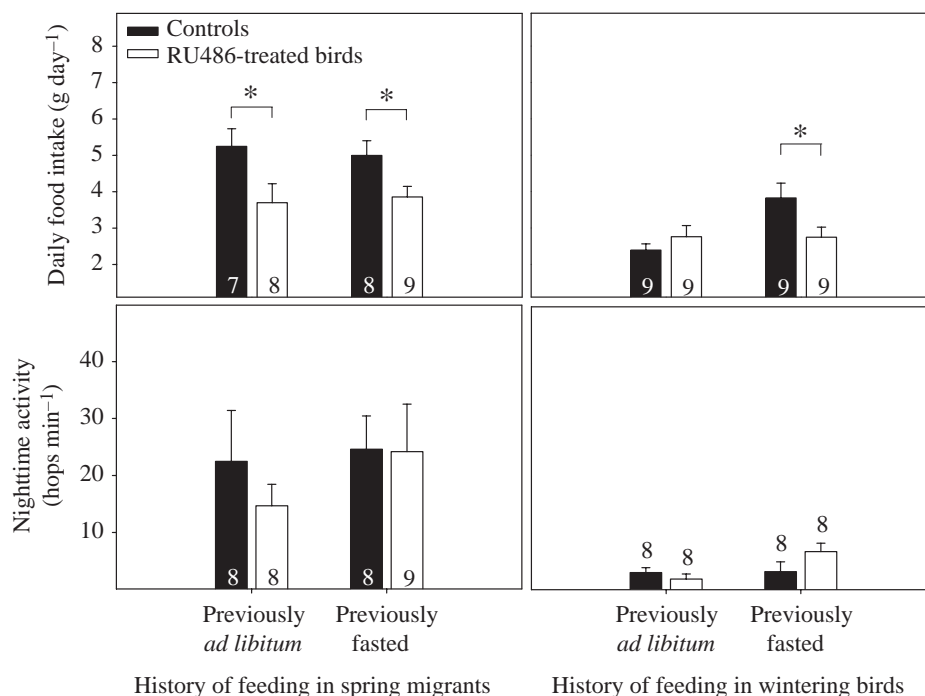 Controls
RU486-treated birds
Daily food intake (g day−1)
8
7
6
5
4
3
2
*
*
*
7
8
8
9
9
9
9
9
Nighttime activity
(hops min−1)
40
30
20
10
8
8
8
9
8
8
8
8
Previously
ad libitum
Previously
fasted
Previously
ad libitum
Previously
fasted
History of feeding in spring migrants
History of feeding in wintering birds